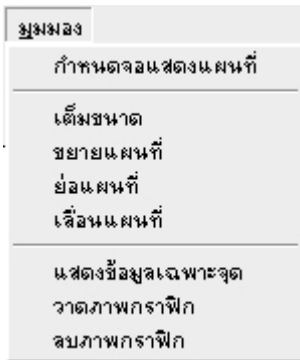 มุมมอง
กำหนดจอแสดงแผนที่
เต็มขนาด
ขยายแผนที่
ย่อแผนที่
เลื่อนแผนที่
แสดงข้อมูลเฉพาะจุด
วาดภาพกราฟิก
ลบภาพกราฟิก